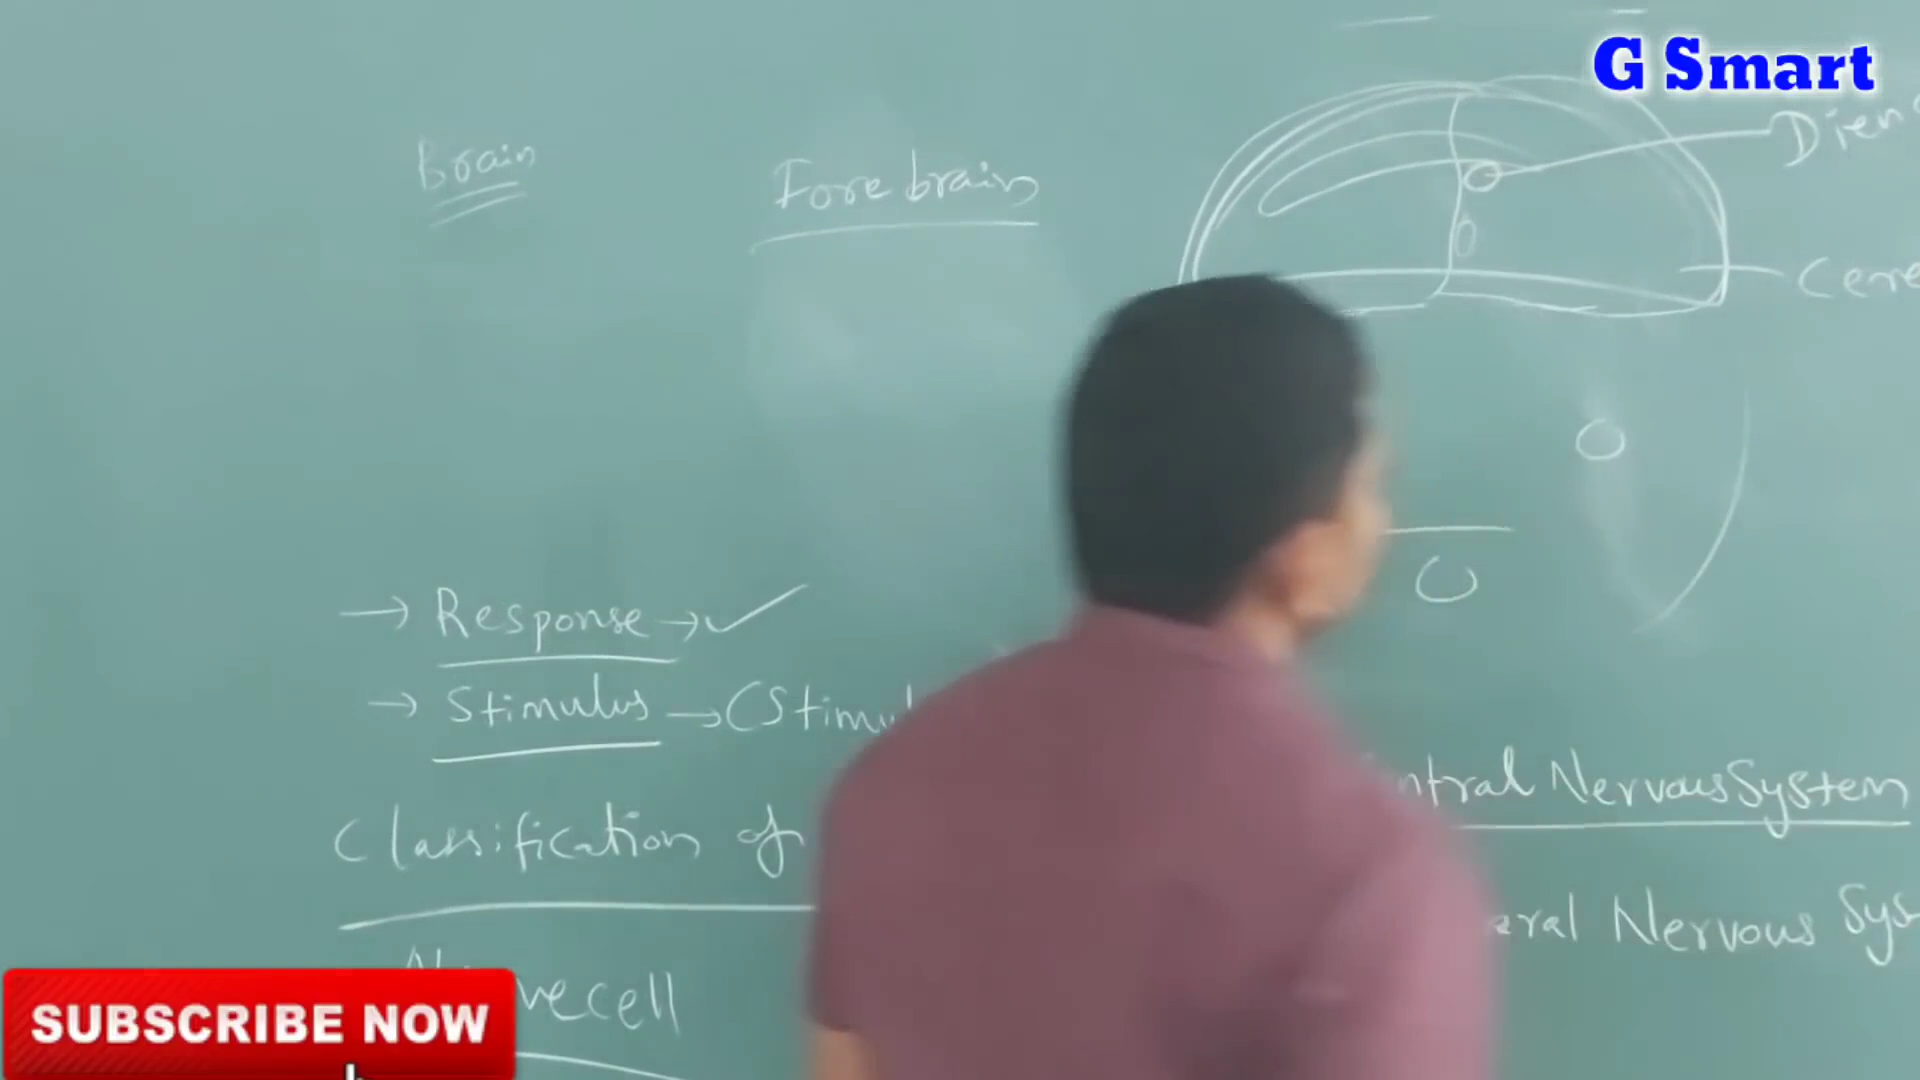 G Smart
Dien
Brain
Fore brain
Cere
→ Response → ✓
→ Stimulus → (Stimul
Classification of
ntral Nervous System
eral Nervous Sys
vecell
SUBSCRIBE NOW